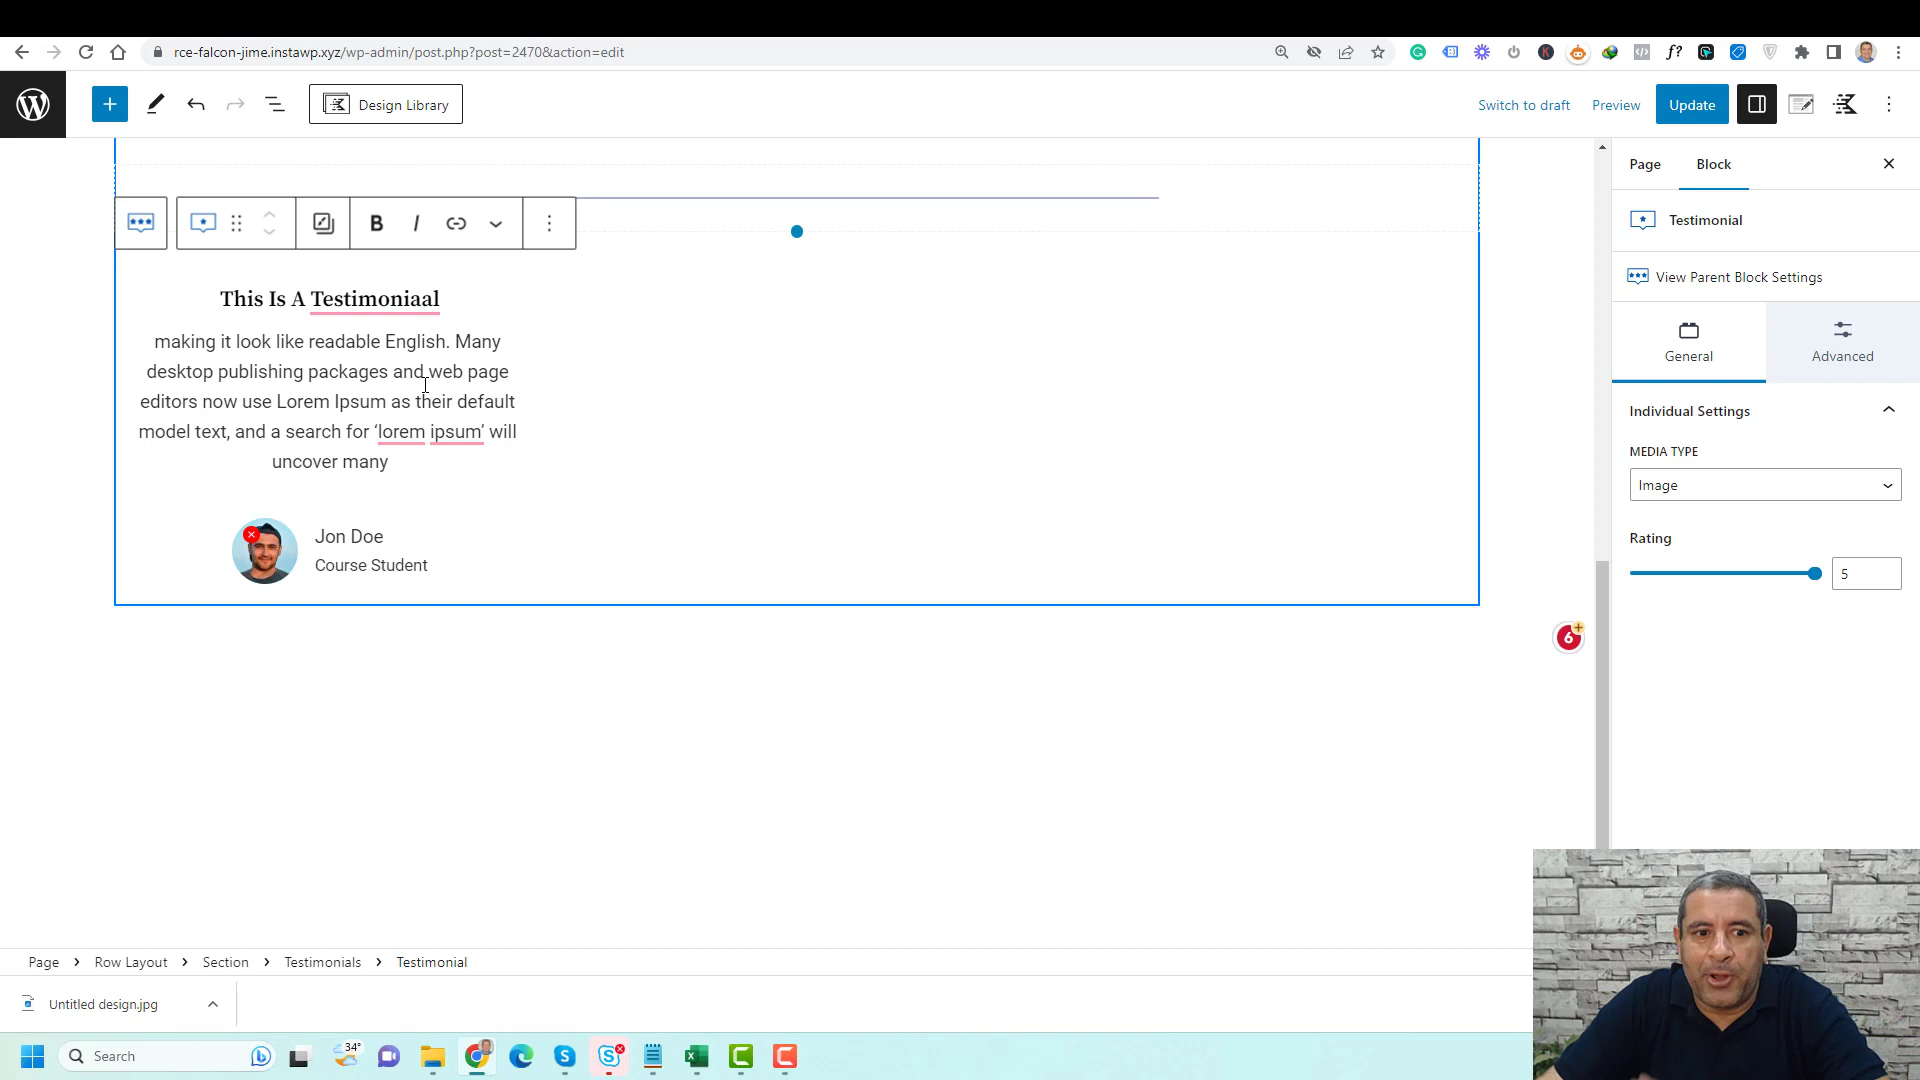 rce-falcon-jime.instawp.xyz/wp-admin/post.php?post=2470&action=edit
Design Library
Switch to draft
Preview
Update
Page
Block
Testimonial
View Parent Block Settings
General
Advanced
This Is A Testimoniaal
making it look like readable English. Many
desktop publishing packages and web page
editors now use Lorem Ipsum as their default
model text, and a search for ‘lorem ipsum’ will
uncover many
Jon Doe
Course Student
Individual Settings
MEDIA TYPE
Image
Rating
5
6
Page
Row Layout
Section
Testimonials
Testimonial
Untitled design.jpg
Search
34°